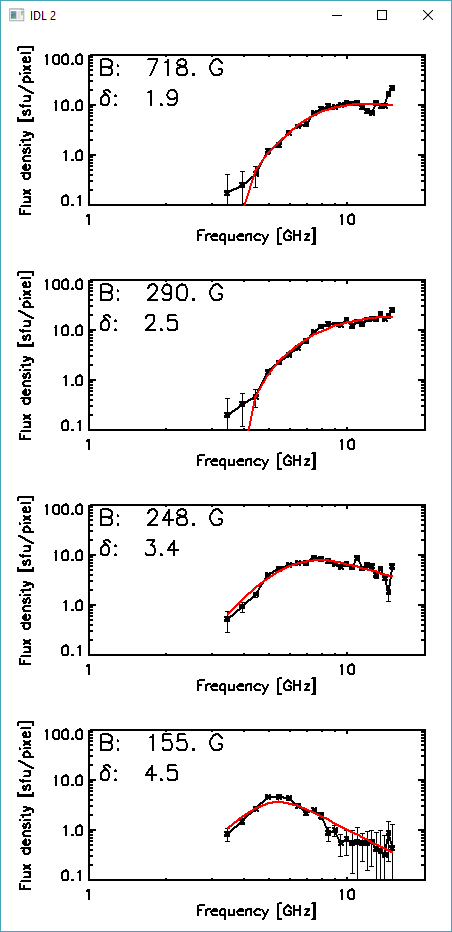 IDL 2
B: 718. G
δ: 1.9
Flux density [sfu/pixel]
100.0
10.0
1.0
0.1
1
10
Frequency [GHz]
B: 290. G
δ: 2.5
Flux density [sfu/pixel]
100.0
10.0
1.0
0.1
1
10
Frequency [GHz]
B: 248. G
δ: 3.4
Flux density [sfu/pixel]
100.0
10.0
1.0
0.1
1
10
Frequency [GHz]
B: 155. G
δ: 4.5
Flux density [sfu/pixel]
100.0
10.0
1.0
0.1
1
10
Frequency [GHz]